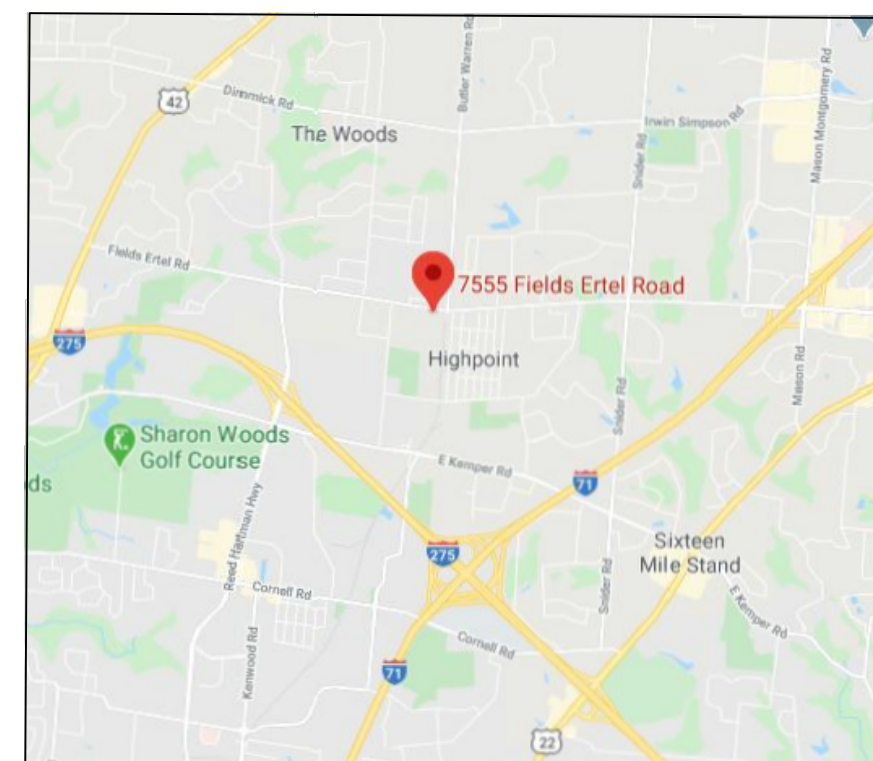 Butler Warren Rd
Mason Montgomery Rd
42
Dimmick Rd
Irwin Simpson Rd
The Woods
Snider Rd
Fields Ertel Rd
7555 Fields Ertel Road
275
Highpoint
Mason Rd
Snider Rd
Sharon Woods
Golf Course
E Kemper Rd
ds
71
Reed Hartman Hwy
275
Sixteen
Mile Stand
Snider Rd
Cornell Rd
E Kemper Rd
Kenwood Rd
Cornell Rd
71
22